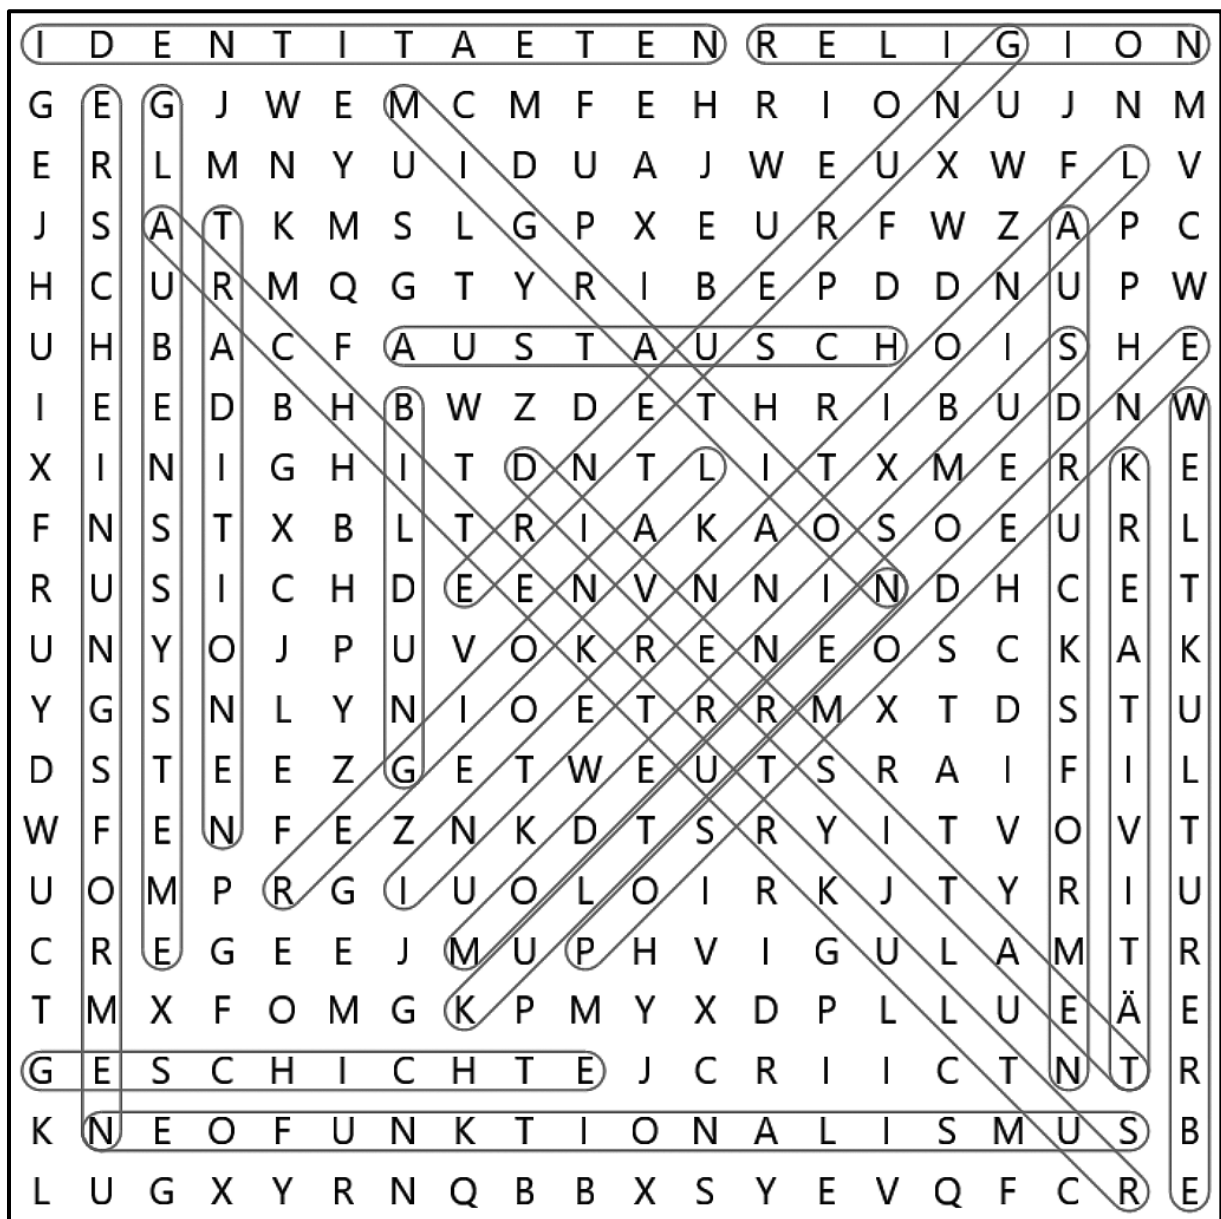 I D E N T I T A E T E N R E L I G I O N
G E G J W E M C M F E H R I O N U J N M
E R L M N Y U I D U A J W E U X W F L V
J S A T K M S L G P X E U R F W Z A P C
H C U R M Q G T Y R I B E P D D N U P W
U H B A C F A U S T A U S C H O I S H E
I E E D B H B W Z D E T H R I B U D N W
X I N I G H I T D N T L I T X M E R K E
F N S T X B L T R I A K A O S O E U R L
R U S I C H D E E N V N N I N D H C E T
U N Y O J P U V O K R E N E O S C K A K
Y G S N L Y N I O E T R R M X T D S T U
D S T E E Z G E T W E U T S R A I F I L
W F E N F E Z N K D T S R Y I T V O V T
U O M P R G I U O L O I R K J T Y R I U
C R E G E E J M U P H V I G U L A M T R
T M X F O M G K P M Y X D P L L U E Ä E
G E S C H I C H T E J C R I I C T N T R
K N E O F U N K T I O N A L I S M U S B
L U G X Y R N Q B B X S Y E V Q F C R E